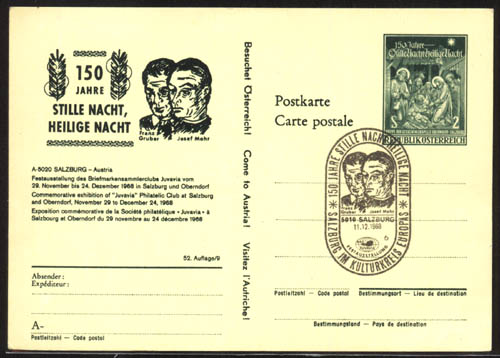 150
JAHRE
STILLE NACHT,
HEILIGE NACHT
Franz
Gruber
Josef Mohr
A-5020 SALZBURG – Austria
Festausstellung des Briefmarkensammlerclubs Juvavia vom
29. November bis 24. Dezember 1968 in Salzburg und Oberndorf
Commemorative exhibition of "Juvavia" Philatelic Club at Salzburg
and Oberndorf, November 29 to December 24, 1968
Exposition commémorative de la Société philatélique « Juvavia » à
Salzbourg et Oberndorf du 29 novembre au 24 décembre 1968
52. Auflage/9
Absender:
Expéditeur:
A-
Postleitzahl – Code postal
Besuchet Österreich! Come to Austria! Visitez l'Autriche!
Postkarte
Carte postale
150 Jahre
Stille Nacht Heilige Nacht
S 2
REPUBLIK ÖSTERREICH
150 JAHRE STILLE NACHT HEILIGE NACHT
Franz
Gruber
Josef Mohr
5010 SALZBURG
11.12.1968
b
FESTAUSSTELLUNG
SALZBURG IM KULTURKREIS EUROPAS
Postleitzahl – Code postal
Bestimmungsort – Lieu de destination
Bestimmungsland – Pays de destination